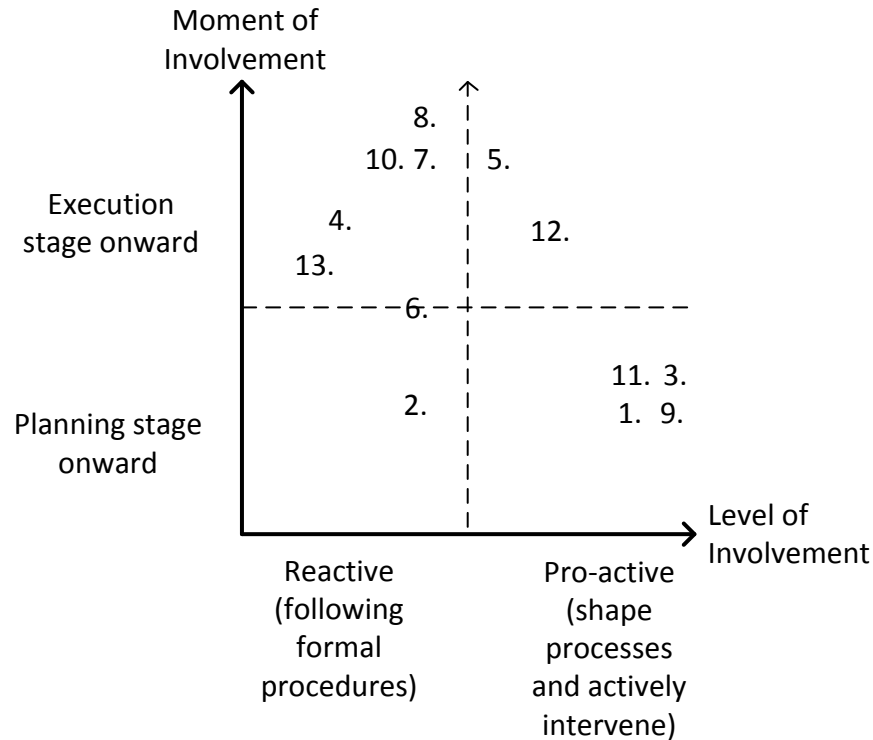 Moment of
Involvement
8.
10. 7. 5.
Execution
stage onward
4.
12.
13.
6.
11. 3.
2.
1. 9.
Planning stage
onward
Level of
Involvement
Reactive
(following
formal
procedures)
Pro-active
(shape
processes
and actively
intervene)